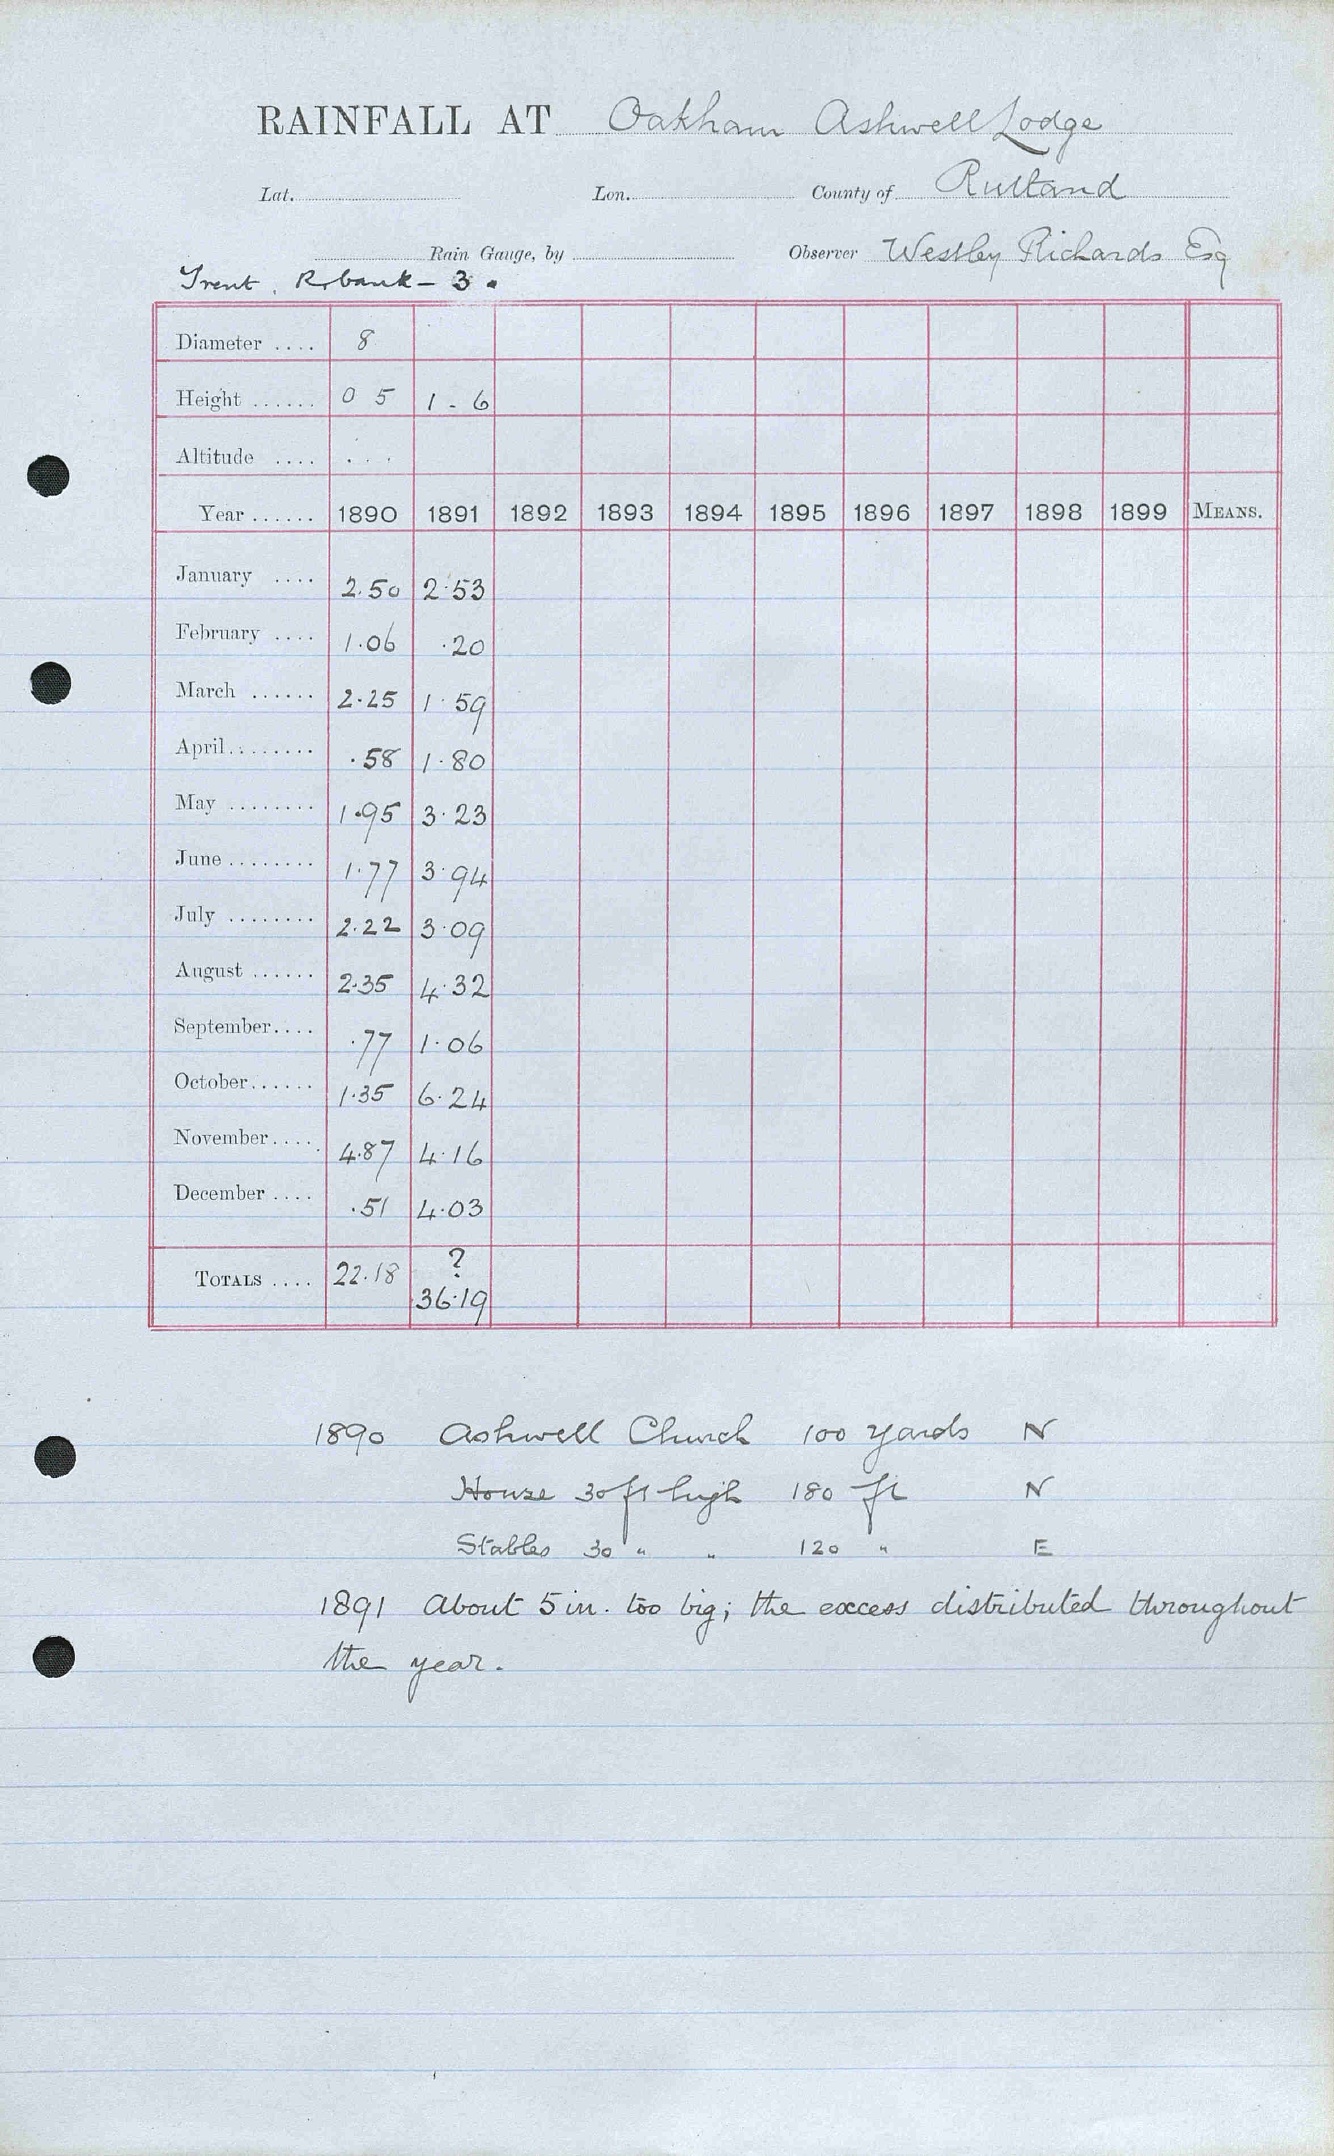 RAINFALL AT Oakham Ashwell Lodge
Lat. Lon. County of Rutland
Rain Gauge, by Observer Westley Richards Esq
Trent R. bank - 3.
Diameter .... 8
Height ...... 0 5 1 - 6
Altitude .... ...
Year ...... 1890 1891 1892 1893 1894 1895 1896 1897 1898 1899 MEANS.
January .... 2.50 2.53
February .... 1.06 .20
March ...... 2.25 1.59
April ........ .58 1.80
May ........ 1.95 3.23
June ........ 1.77 3.94
July ........ 2.22 3.09
August ...... 2.35 4.32
September.... .77 1.06
October...... 1.35 6.24
November.... 4.87 4.16
December .... .51 4.03
TOTALS .... 22.18 ?
36.19
1890 Ashwell Church 100 yards N
House 30 ft high 180 ft N
Stables 30 " " 120 " E
1891 About 5 in. too big; the excess distributed throughout
the year.